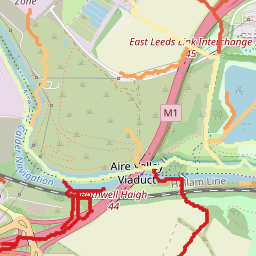 Zone
East Leeds Link Interchange
45
M1
Calder Navigation
Aire Valley
Viaduct
Hallam Line
Rothwell Haigh
44